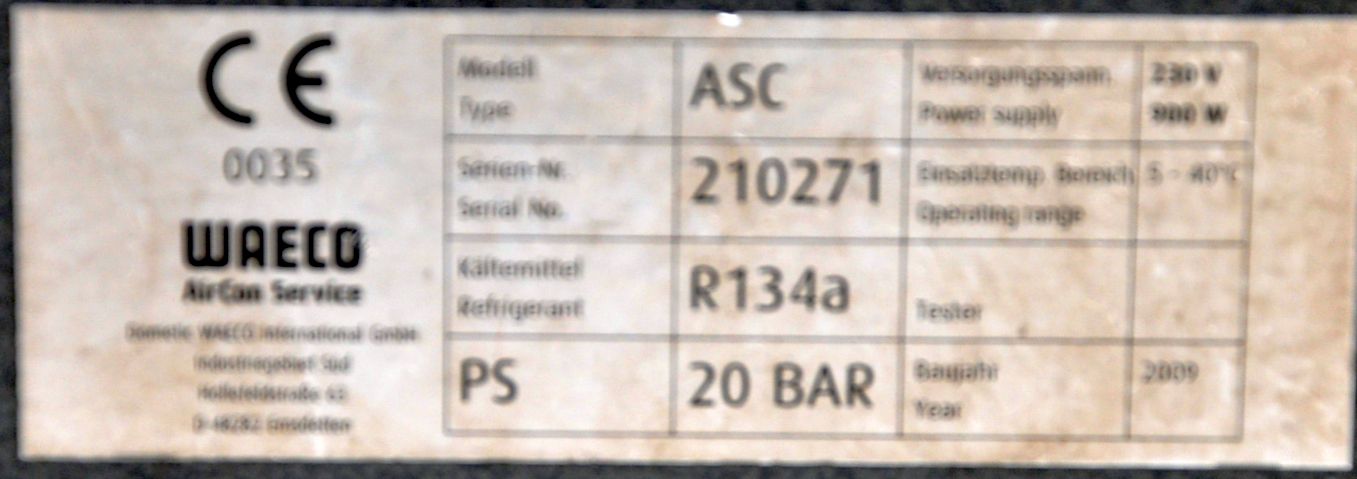 CE
0035
WAECO
AirCon Service
Dometic WAECO International GmbH
Industriegebiet Süd
Hollefeldstraße 63
D-48282 Emsdetten
Modell
Type
ASC
Versorgungsspann.
Power supply
230 V
900 W
Serien-Nr.
Serial No.
210271
Einsatztemp. Bereich
Operating range
5 - 40°C
Kältemittel
Refrigerant
R134a
Tester
PS
20 BAR
Baujahr
Year
2009